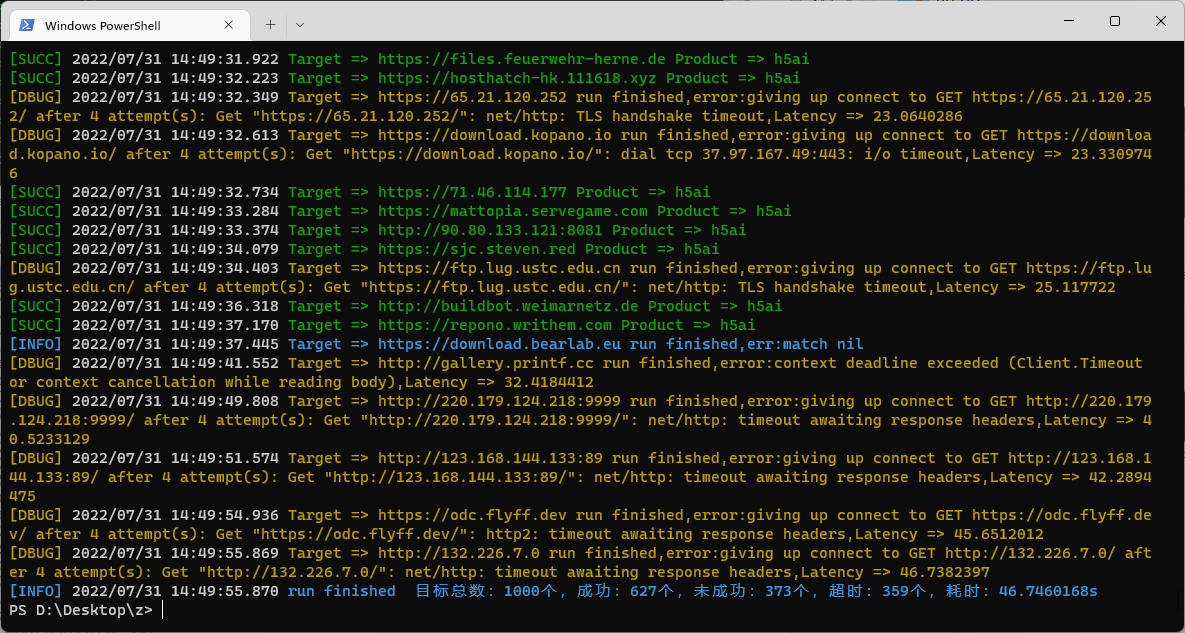 Windows PowerShell
[SUCC] 2022/07/31 14:49:31.922 Target => https://files.feuerwehr-herne.de Product => h5ai
[SUCC] 2022/07/31 14:49:32.223 Target => https://hosthatch-hk.111618.xyz Product => h5ai
[DBUG] 2022/07/31 14:49:32.349 Target => https://65.21.120.252 run finished,error:giving up connect to GET https://65.21.120.25
2/ after 4 attempt(s): Get "https://65.21.120.252/": net/http: TLS handshake timeout,Latency => 23.0640286
[DBUG] 2022/07/31 14:49:32.613 Target => https://download.kopano.io run finished,error:giving up connect to GET https://downloa
d.kopano.io/ after 4 attempt(s): Get "https://download.kopano.io/": dial tcp 37.97.167.49:443: i/o timeout,Latency => 23.330974
6
[SUCC] 2022/07/31 14:49:32.734 Target => https://71.46.114.177 Product => h5ai
[SUCC] 2022/07/31 14:49:33.284 Target => https://mattopia.servegame.com Product => h5ai
[SUCC] 2022/07/31 14:49:33.374 Target => http://90.80.133.121:8081 Product => h5ai
[SUCC] 2022/07/31 14:49:34.079 Target => https://sjc.steven.red Product => h5ai
[DBUG] 2022/07/31 14:49:34.403 Target => https://ftp.lug.ustc.edu.cn run finished,error:giving up connect to GET https://ftp.lu
g.ustc.edu.cn/ after 4 attempt(s): Get "https://ftp.lug.ustc.edu.cn/": net/http: TLS handshake timeout,Latency => 25.117722
[SUCC] 2022/07/31 14:49:36.318 Target => http://buildbot.weimarnetz.de Product => h5ai
[SUCC] 2022/07/31 14:49:37.170 Target => https://repono.writhem.com Product => h5ai
[INFO] 2022/07/31 14:49:37.445 Target => https://download.bearlab.eu run finished,err:match nil
[DBUG] 2022/07/31 14:49:41.552 Target => http://gallery.printf.cc run finished,error:context deadline exceeded (Client.Timeout
or context cancellation while reading body),Latency => 32.4184412
[DBUG] 2022/07/31 14:49:49.808 Target => http://220.179.124.218:9999 run finished,error:giving up connect to GET http://220.179
.124.218:9999/ after 4 attempt(s): Get "http://220.179.124.218:9999/": net/http: timeout awaiting response headers,Latency => 4
0.5233129
[DBUG] 2022/07/31 14:49:51.574 Target => http://123.168.144.133:89 run finished,error:giving up connect to GET http://123.168.1
44.133:89/ after 4 attempt(s): Get "http://123.168.144.133:89/": net/http: timeout awaiting response headers,Latency => 42.2894
475
[DBUG] 2022/07/31 14:49:54.936 Target => https://odc.flyff.dev run finished,error:giving up connect to GET https://odc.flyff.de
v/ after 4 attempt(s): Get "https://odc.flyff.dev/": http2: timeout awaiting response headers,Latency => 45.6512012
[DBUG] 2022/07/31 14:49:55.869 Target => http://132.226.7.0 run finished,error:giving up connect to GET http://132.226.7.0/ aft
er 4 attempt(s): Get "http://132.226.7.0/": net/http: timeout awaiting response headers,Latency => 46.7382397
[INFO] 2022/07/31 14:49:55.870 run finished  目标总数: 1000个, 成功: 627个, 未成功: 373个, 超时: 359个, 耗时: 46.7460168s
PS D:\Desktop\z>